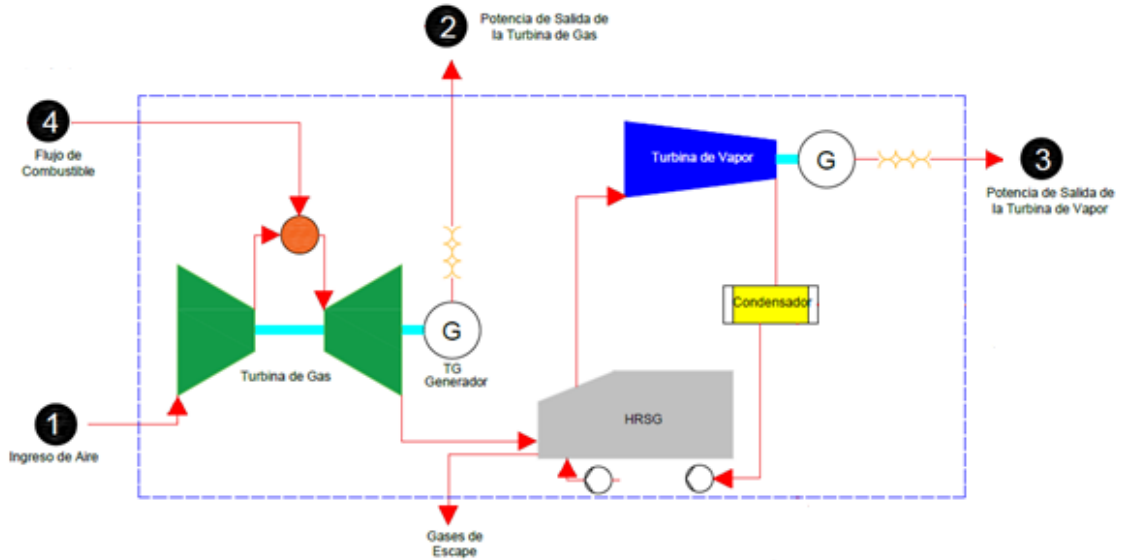 2
Potencia de Salida de
la Turbina de Gas
4
Flujo de
Combustible
Turbina de Vapor
G
3
Potencia de Salida de
la Turbina de Vapor
Condensador
G
TG
Generador
Turbina de Gas
HRSG
1
Ingreso de Aire
Gases de
Escape